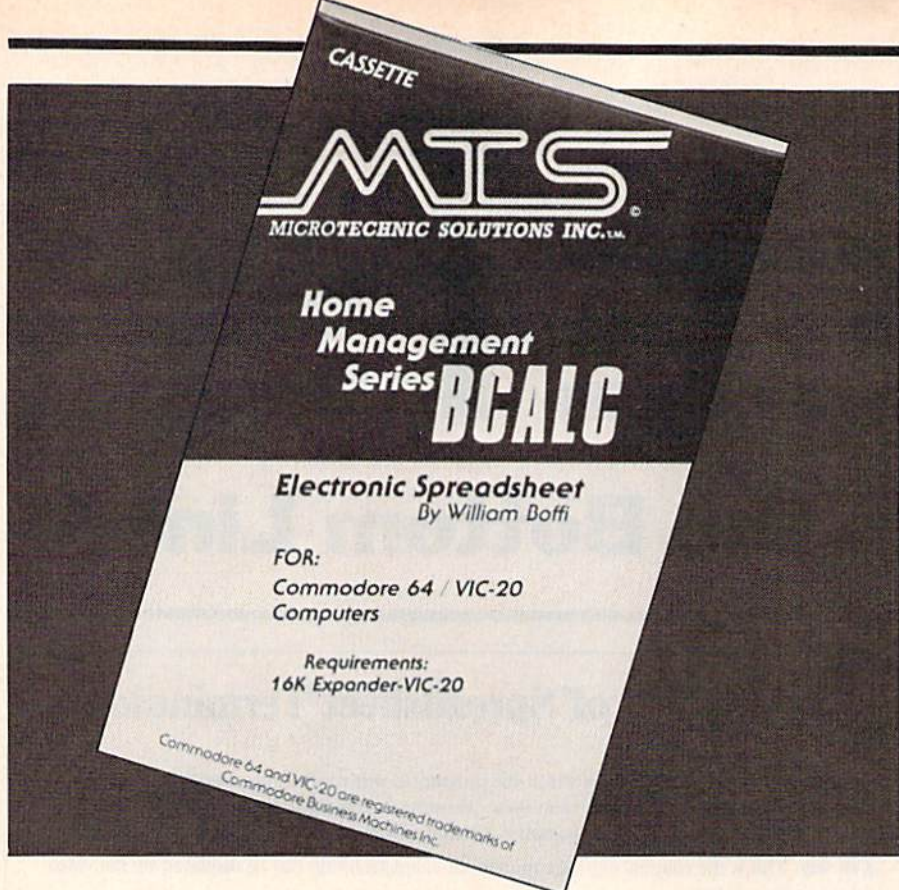 CASSETTE
MTS ©
MICROTECHNIC SOLUTIONS INC. T.M.
Home
Management
Series BCALC
Electronic Spreadsheet
By William Boffi
FOR:
Commodore 64 / VIC-20
Computers
Requirements:
16K Expander-VIC-20
Commodore 64 and VIC-20 are registered trademarks of
Commodore Business Machines Inc.